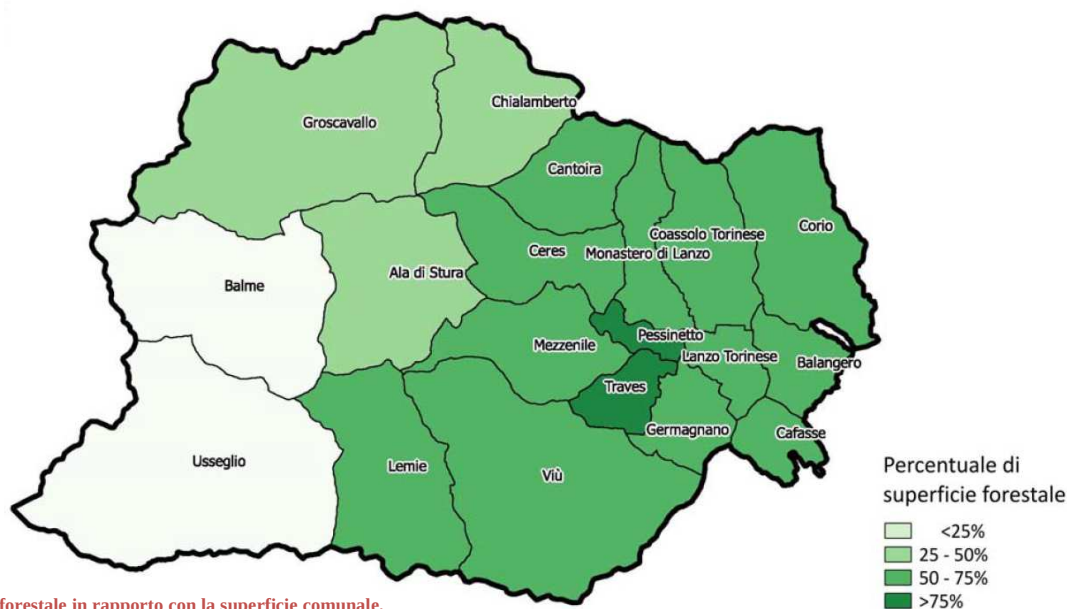 Chialamberto
Groscavallo
Cantoira
Corio
Coassolo Torinese
Ceres
Monastero di Lanzo
Ala di Stura
Balme
Pessinetto
Mezzenile
Lanzo Torinese
Balangero
Traves
Germagnano
Cafasse
Usseglio
Lemie
Viù
Percentuale di
superficie forestale
<25%
25 - 50%
50 - 75%
>75%
forestale in rapporto con la superficie comunale.